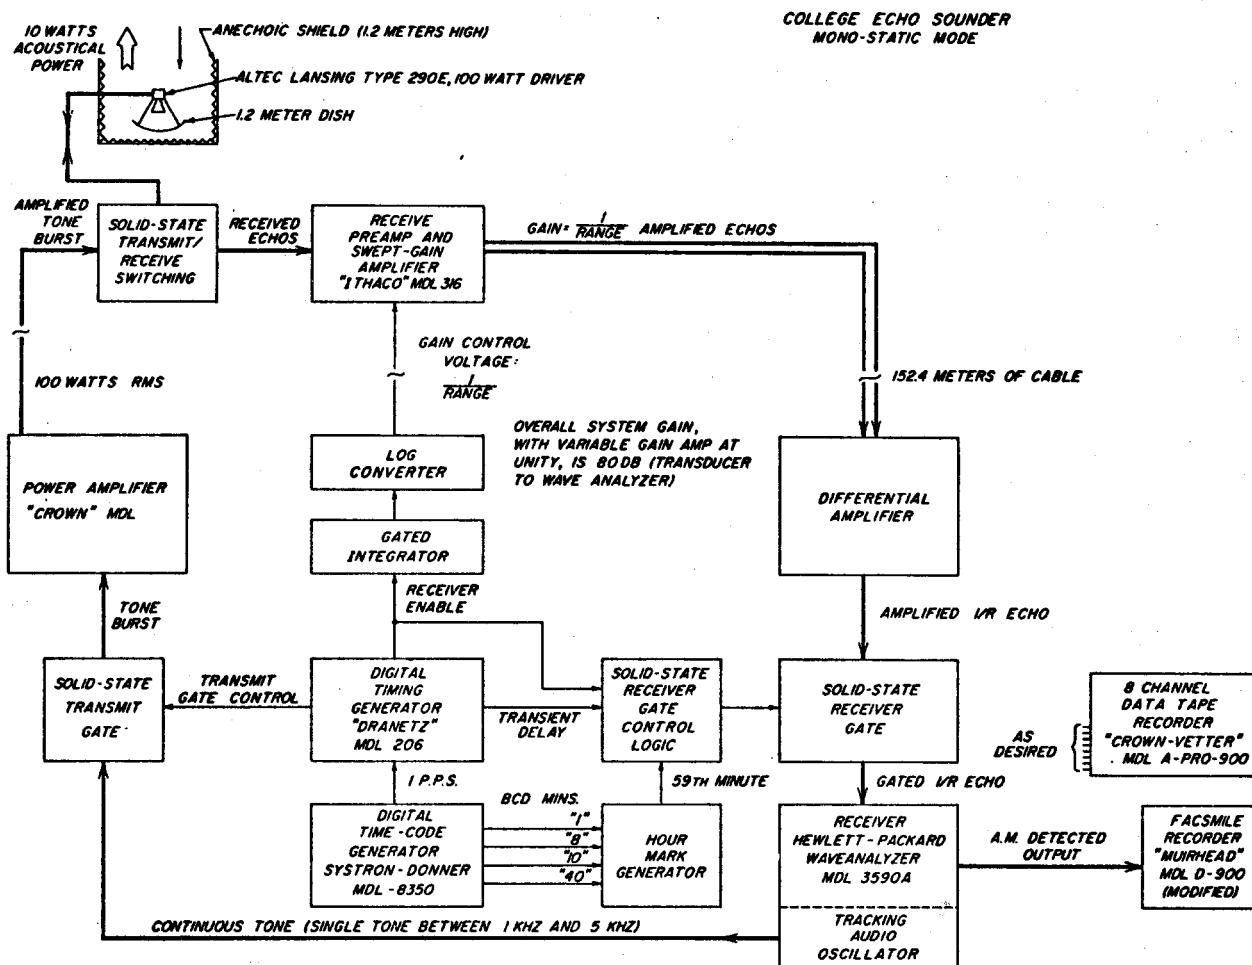 COLLEGE ECHO SOUNDER
MONO-STATIC MODE
10 WATTS
ACOUSTICAL
POWER
ANECHOIC SHIELD (1.2 METERS HIGH)
ALTEC LANSING TYPE 290E, 100 WATT DRIVER
1.2 METER DISH
AMPLIFIED
TONE
BURST
SOLID-STATE
TRANSMIT/
RECEIVE
SWITCHING
RECEIVED
ECHOS
RECEIVE
PREAMP AND
SWEPT-GAIN
AMPLIFIER
"ITHACO" MDL 316
GAIN= 1/RANGE AMPLIFIED ECHOS
GAIN CONTROL
VOLTAGE:
1
RANGE
100 WATTS RMS
152.4 METERS OF CABLE
OVERALL SYSTEM GAIN,
WITH VARIABLE GAIN AMP AT
UNITY, IS 80DB (TRANSDUCER
TO WAVE ANALYZER)
POWER AMPLIFIER
"CROWN" MDL
LOG
CONVERTER
GATED
INTEGRATOR
DIFFERENTIAL
AMPLIFIER
RECEIVER
ENABLE
TONE
BURST
AMPLIFIED I/R ECHO
SOLID-STATE
TRANSMIT
GATE
TRANSMIT
GATE CONTROL
DIGITAL
TIMING
GENERATOR
"DRANETZ"
MDL 206
TRANSIENT
DELAY
SOLID-STATE
RECEIVER
GATE
CONTROL
LOGIC
SOLID-STATE
RECEIVER
GATE
AS
DESIRED
8 CHANNEL
DATA TAPE
RECORDER
"CROWN-VETTER"
MDL A-PRO-900
1 P.P.S.
BCD MINS.
59TH MINUTE
GATED I/R ECHO
DIGITAL
TIME-CODE
GENERATOR
SYSTRON-DONNER
MDL-8350
"1"
"8"
"10"
"40"
HOUR
MARK
GENERATOR
RECEIVER
HEWLETT-PACKARD
WAVEANALYZER
MDL 3590A
A.M. DETECTED
OUTPUT
FACSMILE
RECORDER
"MUIRHEAD"
MDL D-900
(MODIFIED)
CONTINUOUS TONE (SINGLE TONE BETWEEN 1 KHZ AND 5 KHZ)
TRACKING
AUDIO
OSCILLATOR